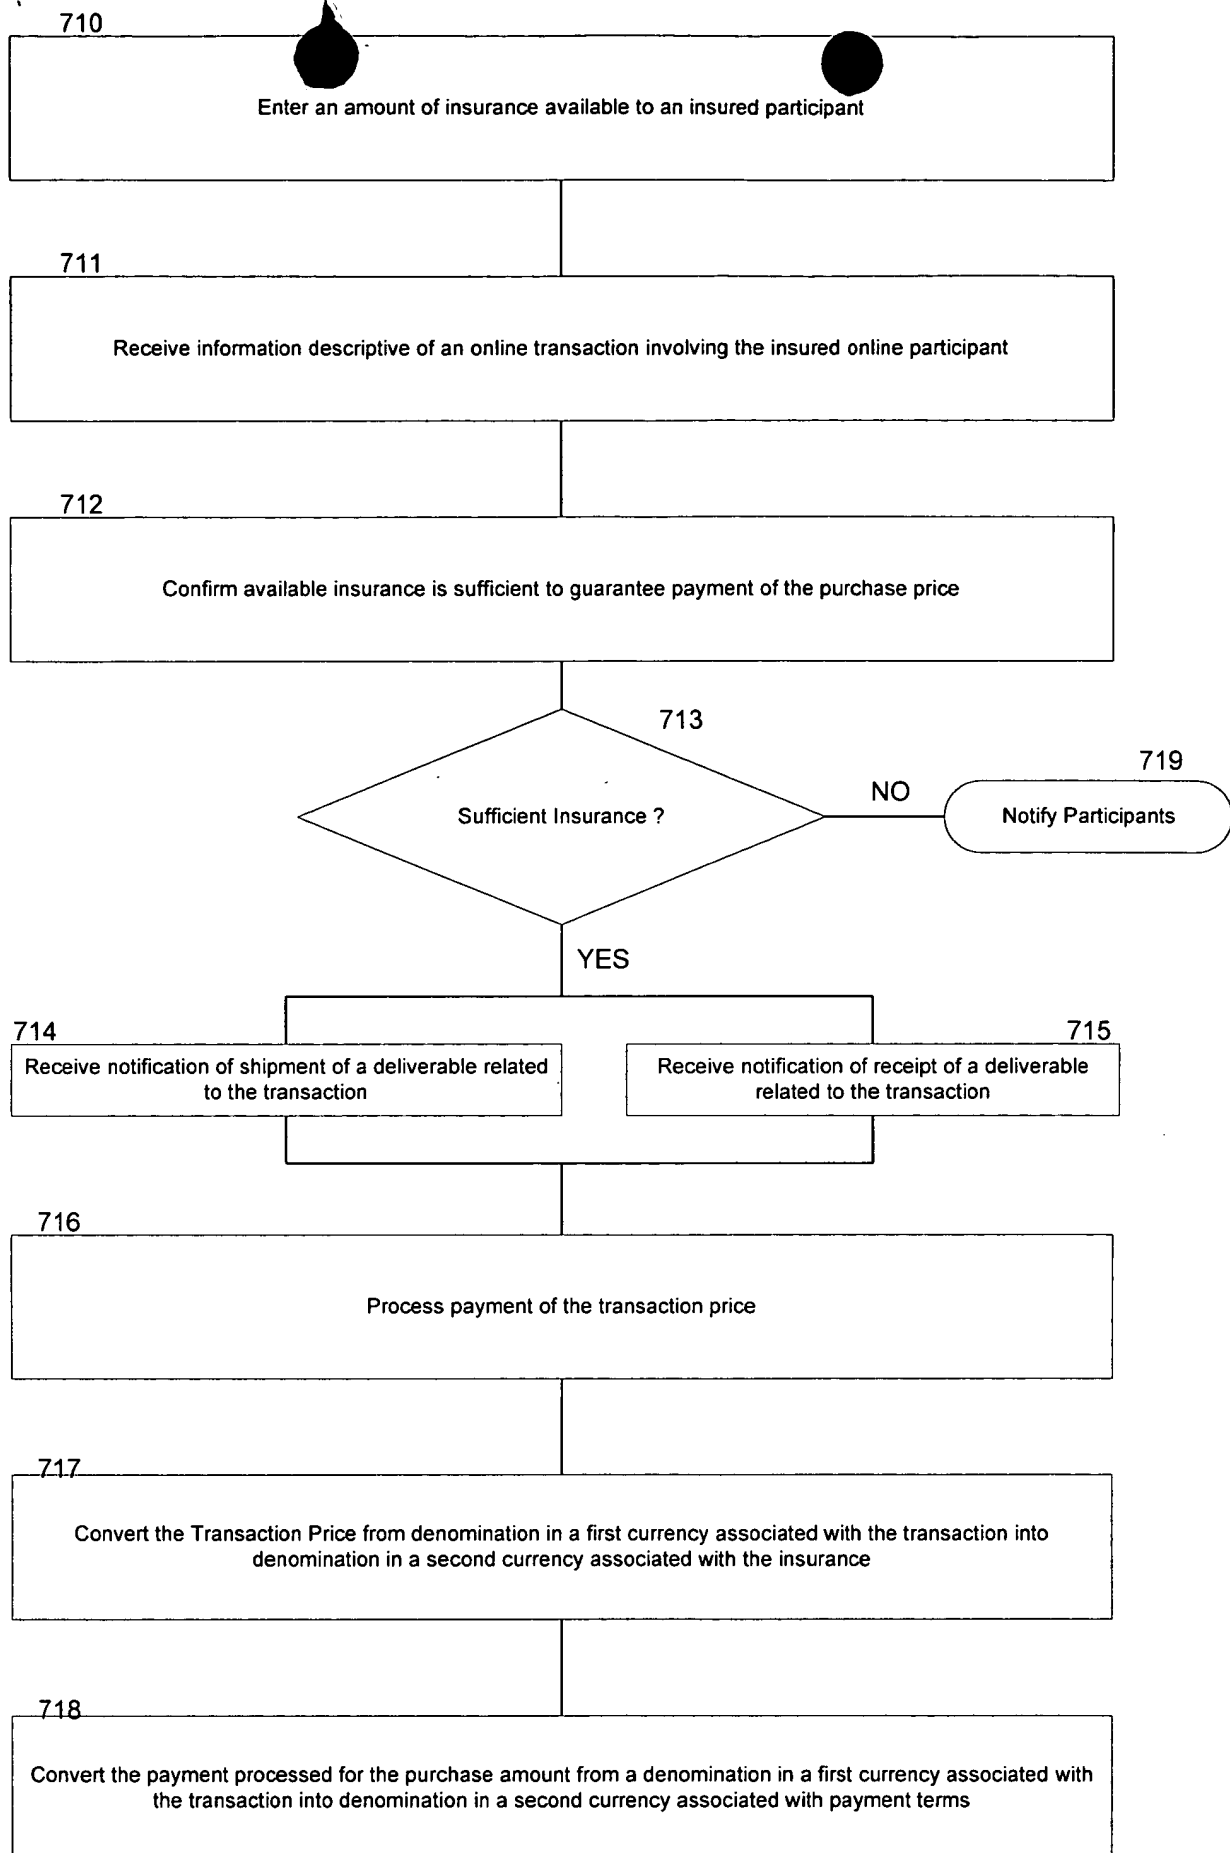 710
Enter an amount of insurance available to an insured participant
711
Receive information descriptive of an online transaction involving the insured online participant
712
Confirm available insurance is sufficient to guarantee payment of the purchase price
713
719
Sufficient Insurance ?
NO
Notify Participants
YES
714
715
Receive notification of shipment of a deliverable related
to the transaction
Receive notification of receipt of a deliverable
related to the transaction
716
Process payment of the transaction price
717
Convert the Transaction Price from denomination in a first currency associated with the transaction into
denomination in a second currency associated with the insurance
718
Convert the payment processed for the purchase amount from a denomination in a first currency associated with
the transaction into denomination in a second currency associated with payment terms